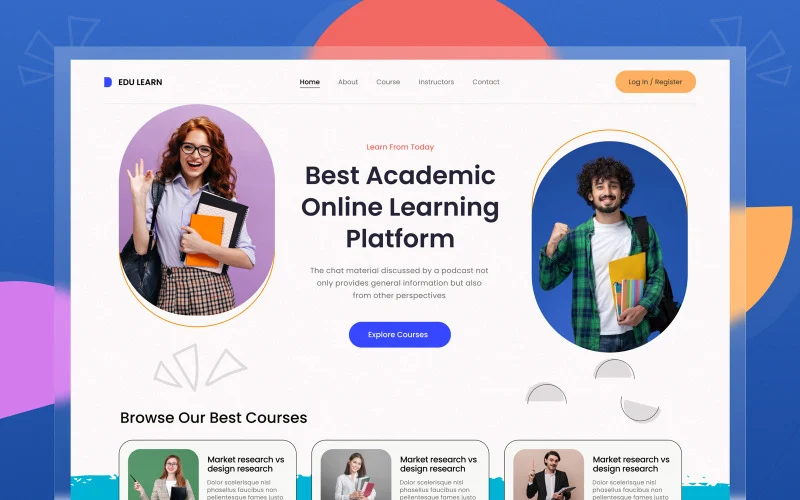 EDU LEARN
Home About Course Instructors Contact
Log In / Register
Learn From Today
Best Academic
Online Learning
Platform
The chat material discussed by a podcast not
only provides general information but also
from other perspectives
Explore Courses
Browse Our Best Courses
Market research vs
design research
Dolor scelerisque nisl
phasellus faucibus non
pellentesque fames justo
Market research vs
design research
Dolor scelerisque nisl
phasellus faucibus non
pellentesque fames justo
Market research vs
design research
Dolor scelerisque nisl
phasellus faucibus non
pellentesque fames justo